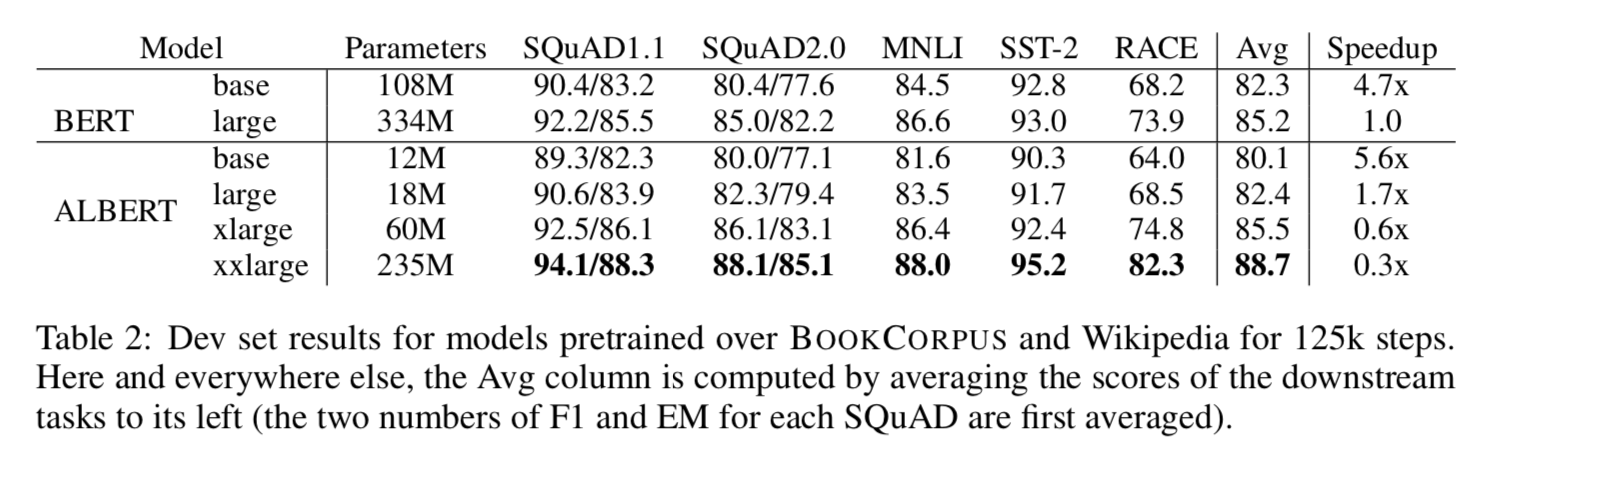 Model Parameters SQuAD1.1 SQuAD2.0 MNLI SST-2 RACE Avg Speedup
base 108M 90.4/83.2 80.4/77.6 84.5 92.8 68.2 82.3 4.7x
BERT large 334M 92.2/85.5 85.0/82.2 86.6 93.0 73.9 85.2 1.0
base 12M 89.3/82.3 80.0/77.1 81.6 90.3 64.0 80.1 5.6x
ALBERT large 18M 90.6/83.9 82.3/79.4 83.5 91.7 68.5 82.4 1.7x
xlarge 60M 92.5/86.1 86.1/83.1 86.4 92.4 74.8 85.5 0.6x
xxlarge 235M 94.1/88.3 88.1/85.1 88.0 95.2 82.3 88.7 0.3x
Table 2: Dev set results for models pretrained over BOOKCORPUS and Wikipedia for 125k steps.
Here and everywhere else, the Avg column is computed by averaging the scores of the downstream
tasks to its left (the two numbers of F1 and EM for each SQuAD are first averaged).